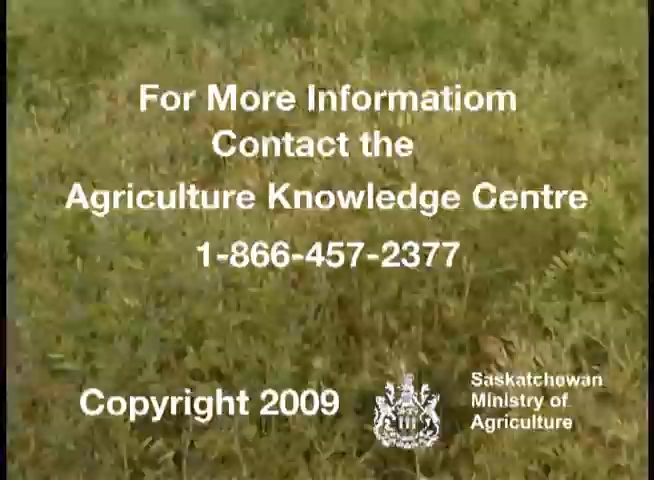 For More Informatiom
Contact the
Agriculture Knowledge Centre
1-866-457-2377
Copyright 2009
Saskatchewan
Ministry of
Agriculture